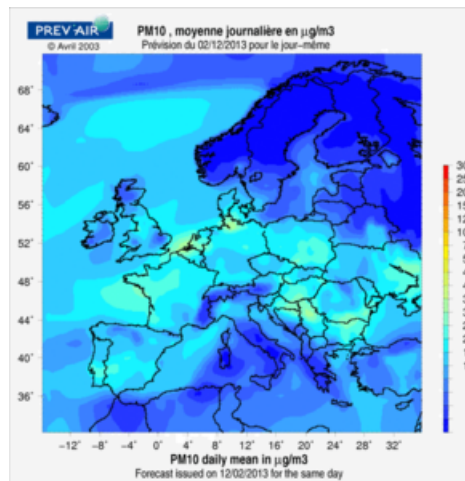 PREV'AIR
© Avril 2003
PM10 , moyenne journalière en µg/m3
Prévision du 02/12/2013 pour le jour-même
68°
64°
60°
56°
52°
48°
44°
40°
36°
−12° −8° −4° 0° 4° 8° 12° 16° 20° 24° 28° 32°
PM10 daily mean in µg/m3
Forecast issued on 12/02/2013 for the same day